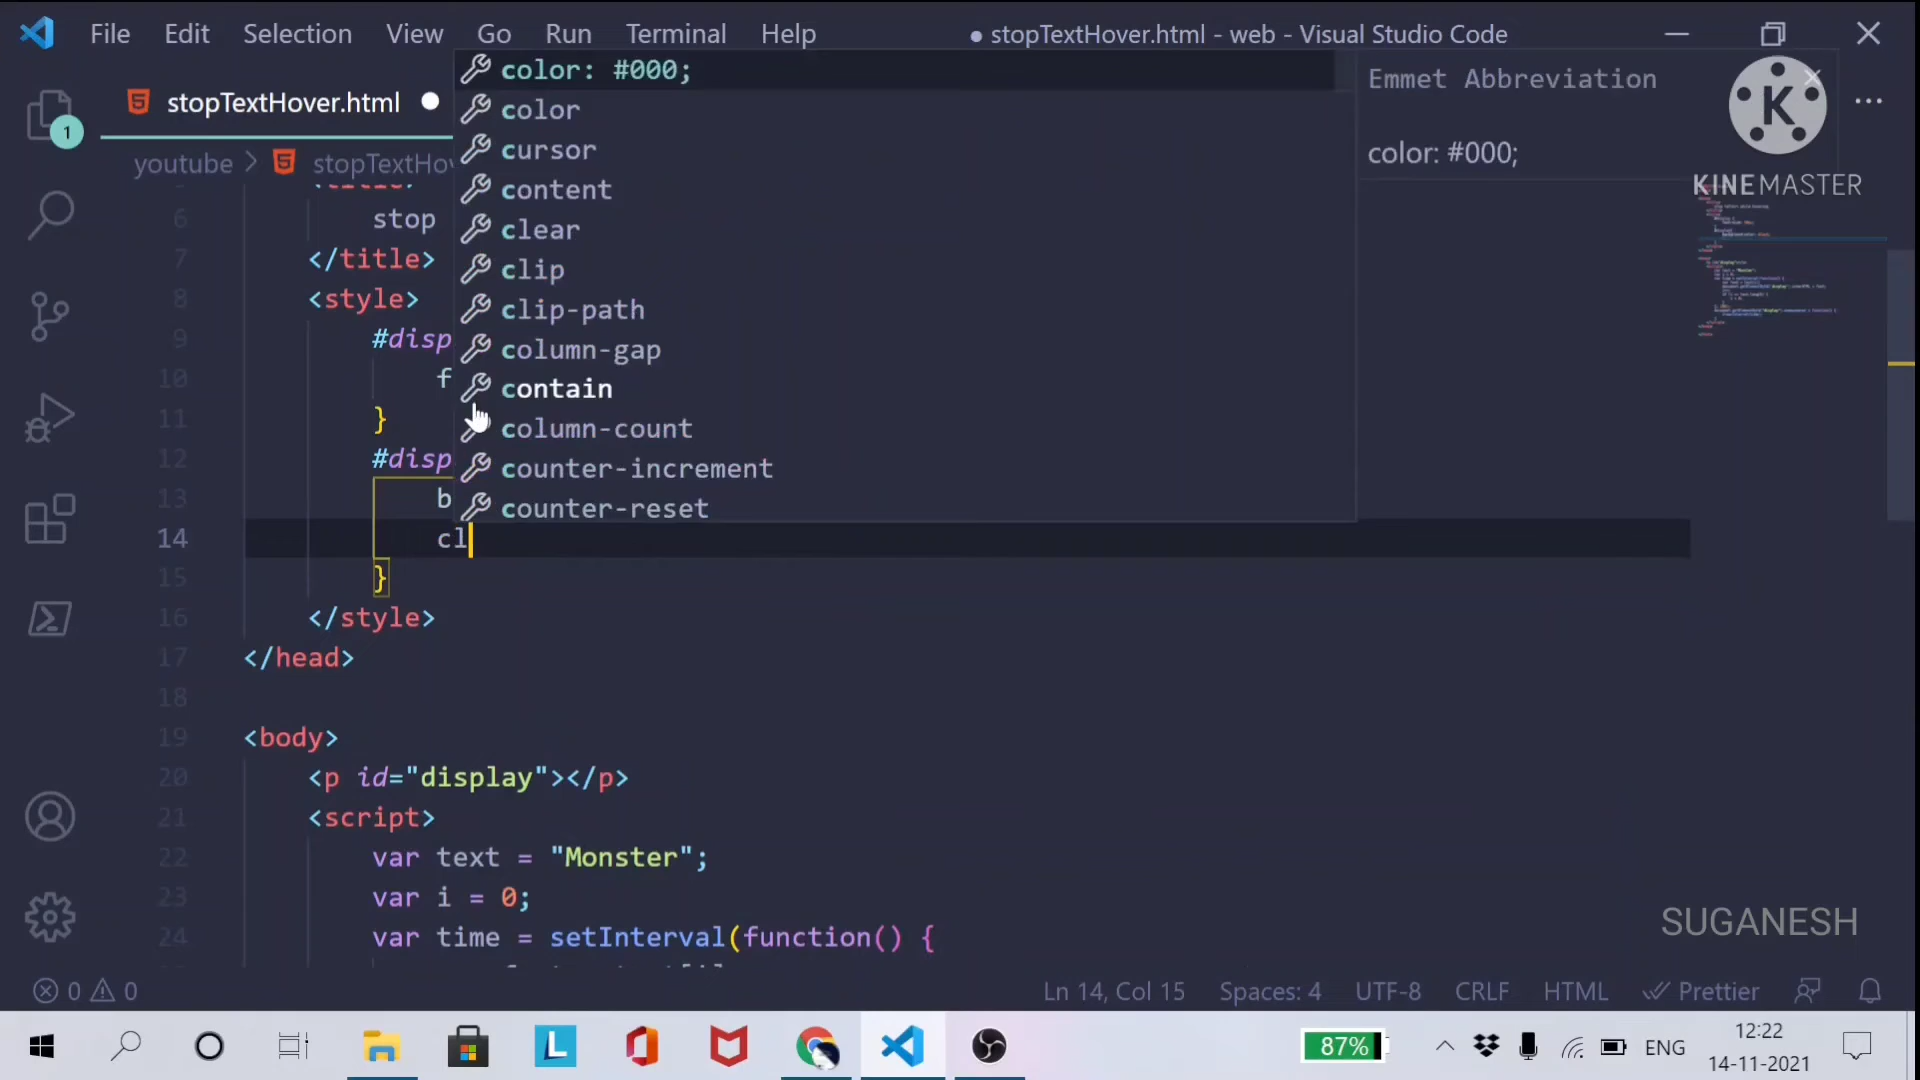 File Edit Selection View Go Run Terminal Help ● stopTextHover.html - web - Visual Studio Code
stopTextHover.html
1
youtube > stopTextHov
color: #000;
color
cursor
content
clear
clip
clip-path
column-gap
contain
column-count
counter-increment
counter-reset
Emmet Abbreviation
color: #000;
K
KINEMASTER
6 stop
7 </title>
8 <style>
9 #disp
10 f
11 }
12 #disp
13 b
14 cl
15 }
16 </style>
17 </head>
18
19 <body>
20 <p id="display"></p>
21 <script>
22 var text = "Monster";
23 var i = 0;
24 var time = setInterval(function() {
SUGANESH
0 0 Ln 14, Col 15 Spaces: 4 UTF-8 CRLF HTML Prettier
L
87% ENG 12:22
14-11-2021